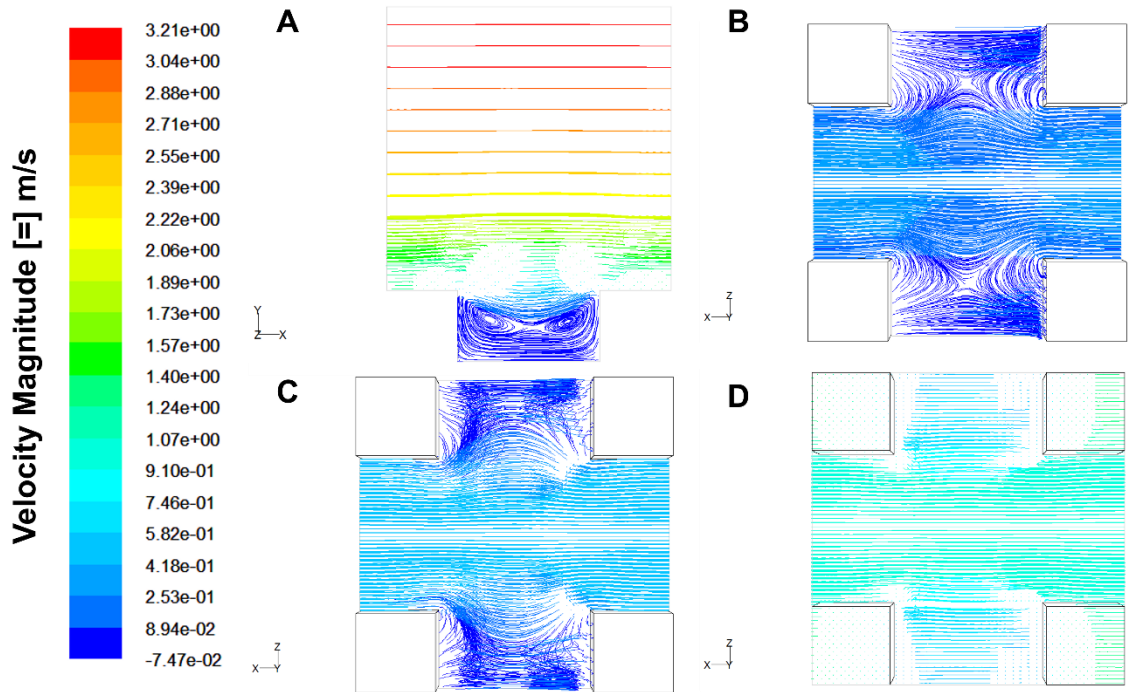 Velocity Magnitude [=] m/s
3.21e+00
3.04e+00
2.88e+00
2.71e+00
2.55e+00
2.39e+00
2.22e+00
2.06e+00
1.89e+00
1.73e+00
1.57e+00
1.40e+00
1.24e+00
1.07e+00
9.10e-01
7.46e-01
5.82e-01
4.18e-01
2.53e-01
8.94e-02
-7.47e-02
A
Y
Z X
B
Z
X Y
C
Z
X Y
D
Z
X Y